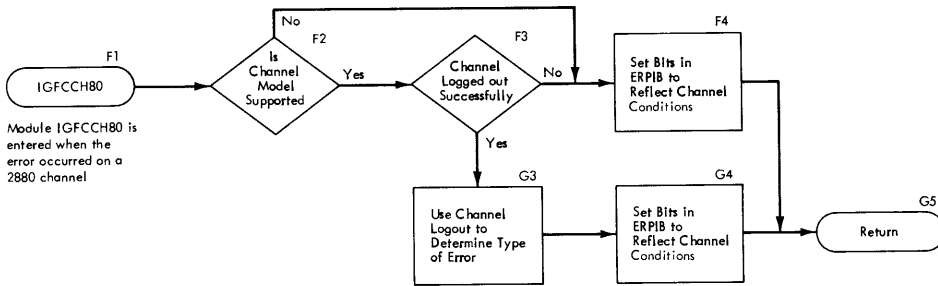 No
F1
F2
F3
F4
IGFCCH80
Is
Channel
Model
Supported
Yes
Channel
Logged out
Successfully
No
Set Bits in
ERPIB to
Reflect Channel
Conditions
Module IGFCCH80 is
entered when the
error occurred on a
2880 channel
Yes
G3
G4
G5
Use Channel
Logout to
Determine Type
of Error
Set Bits in
ERPIB to
Reflect Channel
Conditions
Return